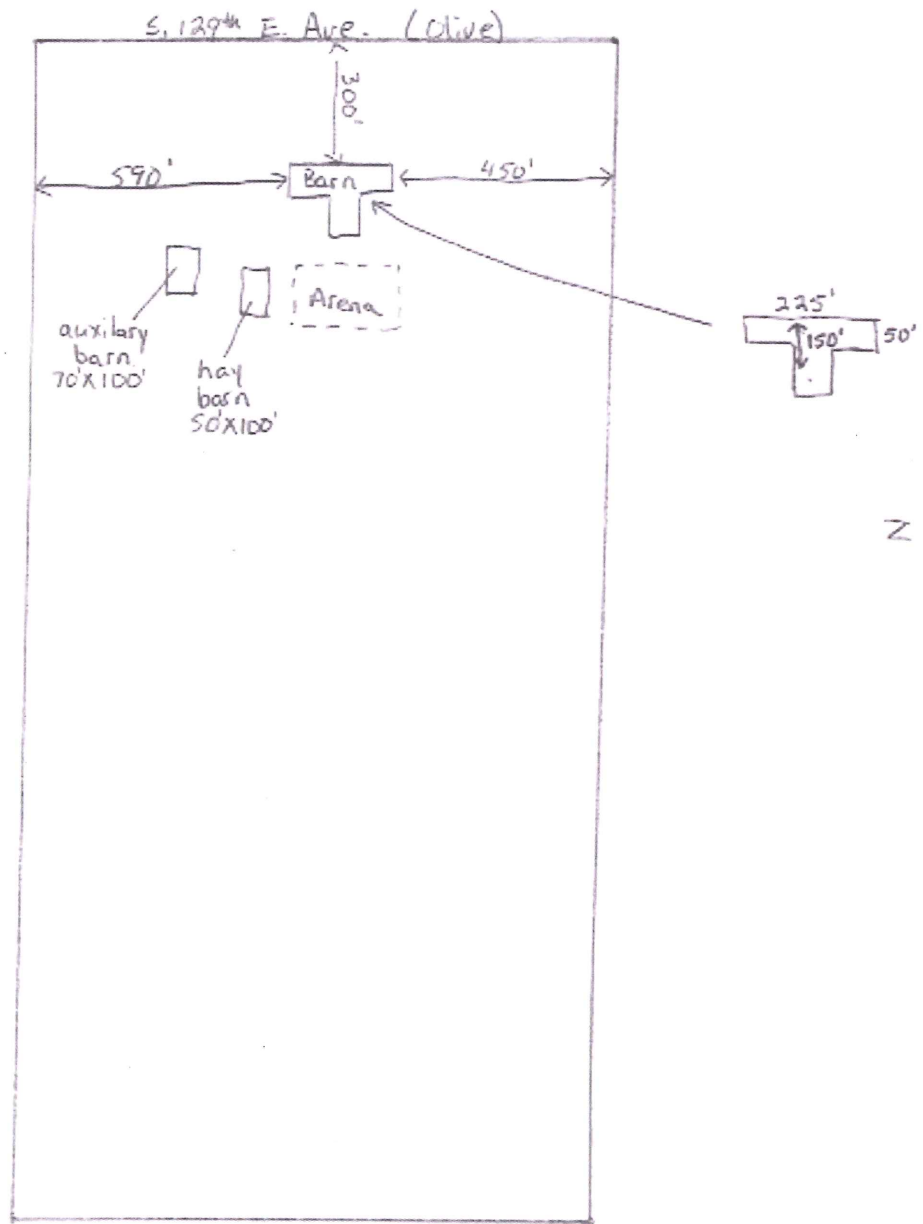 S. 129th E. Ave. (Olive)
300'
590'
Barn
450'
Arena
auxilary
barn
70'X100'
hay
barn
50'X100'
225'
150'
50'
Z